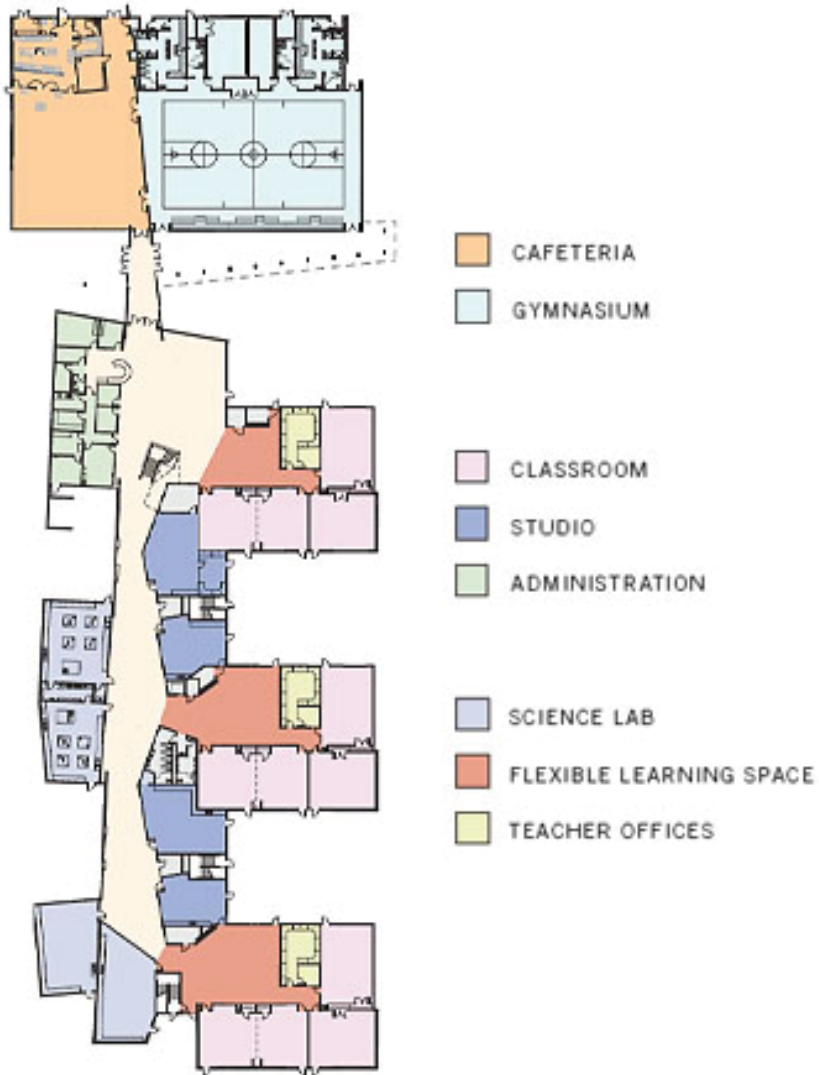 CAFETERIA
GYMNASIUM
CLASSROOM
STUDIO
ADMINISTRATION
SCIENCE LAB
FLEXIBLE LEARNING SPACE
TEACHER OFFICES